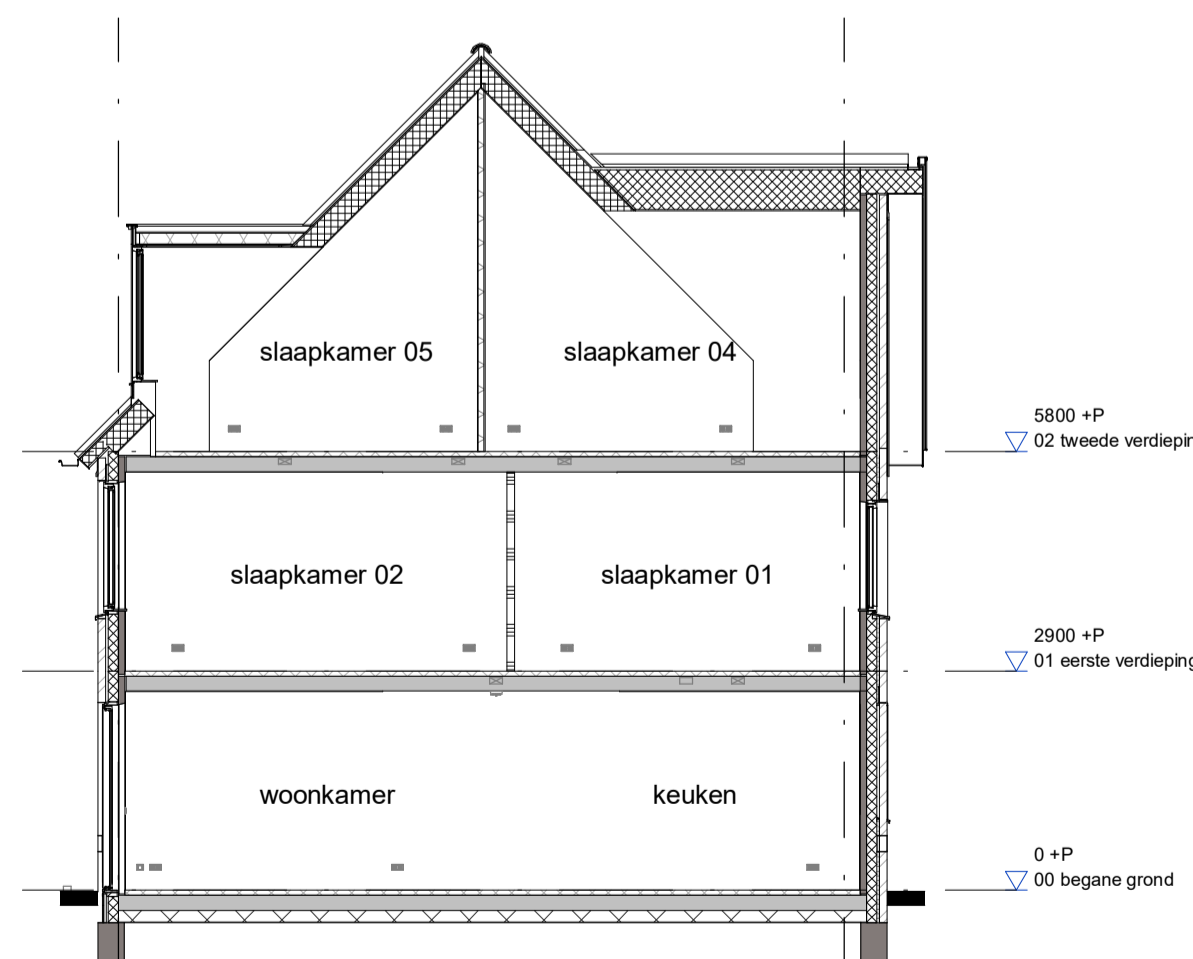 slaapkamer 05
slaapkamer 04
5800 +P
02 tweede verdiepin
slaapkamer 02
slaapkamer 01
2900 +P
01 eerste verdieping
woonkamer
keuken
0 +P
00 begane grond